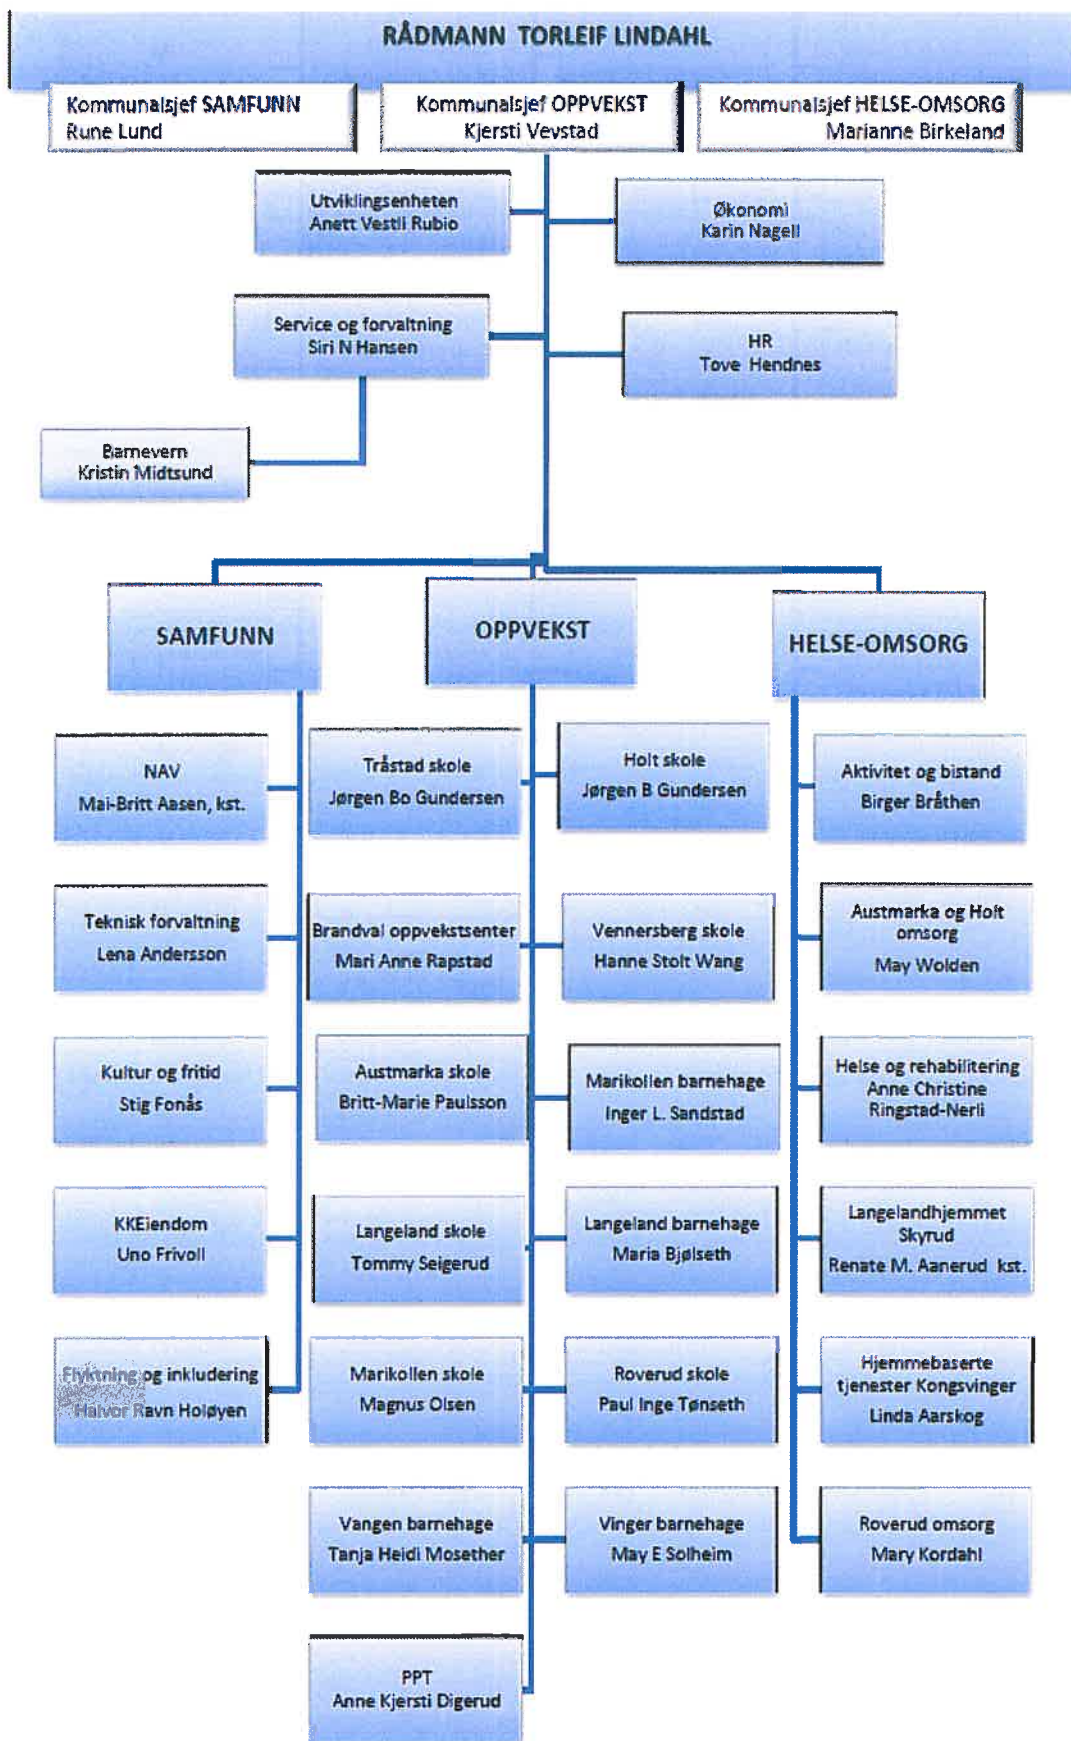 RÅDMANN TORLEIF LINDAHL
Kommunalsjef SAMFUNN
Rune Lund
Kommunalsjef OPPVEKST
Kjersti Vevstad
Kommunalsjef HELSE-OMSORG
Marianne Birkeland
Utviklingsenheten
Anett Vestli Rubio
Økonomi
Karin Nagell
Service og forvaltning
Siri N Hansen
HR
Tove Hendnes
Barnevern
Kristin Midtsund
SAMFUNN
OPPVEKST
HELSE-OMSORG
NAV
Mai-Britt Aasen, kst.
Tråstad skole
Jørgen Bo Gundersen
Holt skole
Jørgen B Gundersen
Aktivitet og bistand
Birger Bråthen
Teknisk forvaltning
Lena Andersson
Brandval oppvekstsenter
Mari Anne Rapstad
Vennersberg skole
Hanne Stolt Wang
Austmarka og Holt
omsorg
May Wolden
Kultur og fritid
Stig Fonås
Austmarka skole
Britt-Marie Paulsson
Marikollen barnehage
Inger L. Sandstad
Helse og rehabilitering
Anne Christine
Ringstad-Nerli
KKEiendom
Uno Frivoll
Langeland skole
Tommy Seigerud
Langeland barnehage
Maria Bjølseth
Langelandhjemmet
Skyrud
Renate M. Aanerud kst.
Flyktning og inkludering
Halvor Ravn Holøyen
Marikollen skole
Magnus Olsen
Roverud skole
Paul Inge Tønseth
Hjemmebaserte
tjenester Kongsvinger
Linda Aarskog
Vangen barnehage
Tanja Heidi Mosether
Vinger barnehage
May E Solheim
Roverud omsorg
Mary Kordahl
PPT
Anne Kjersti Digerud